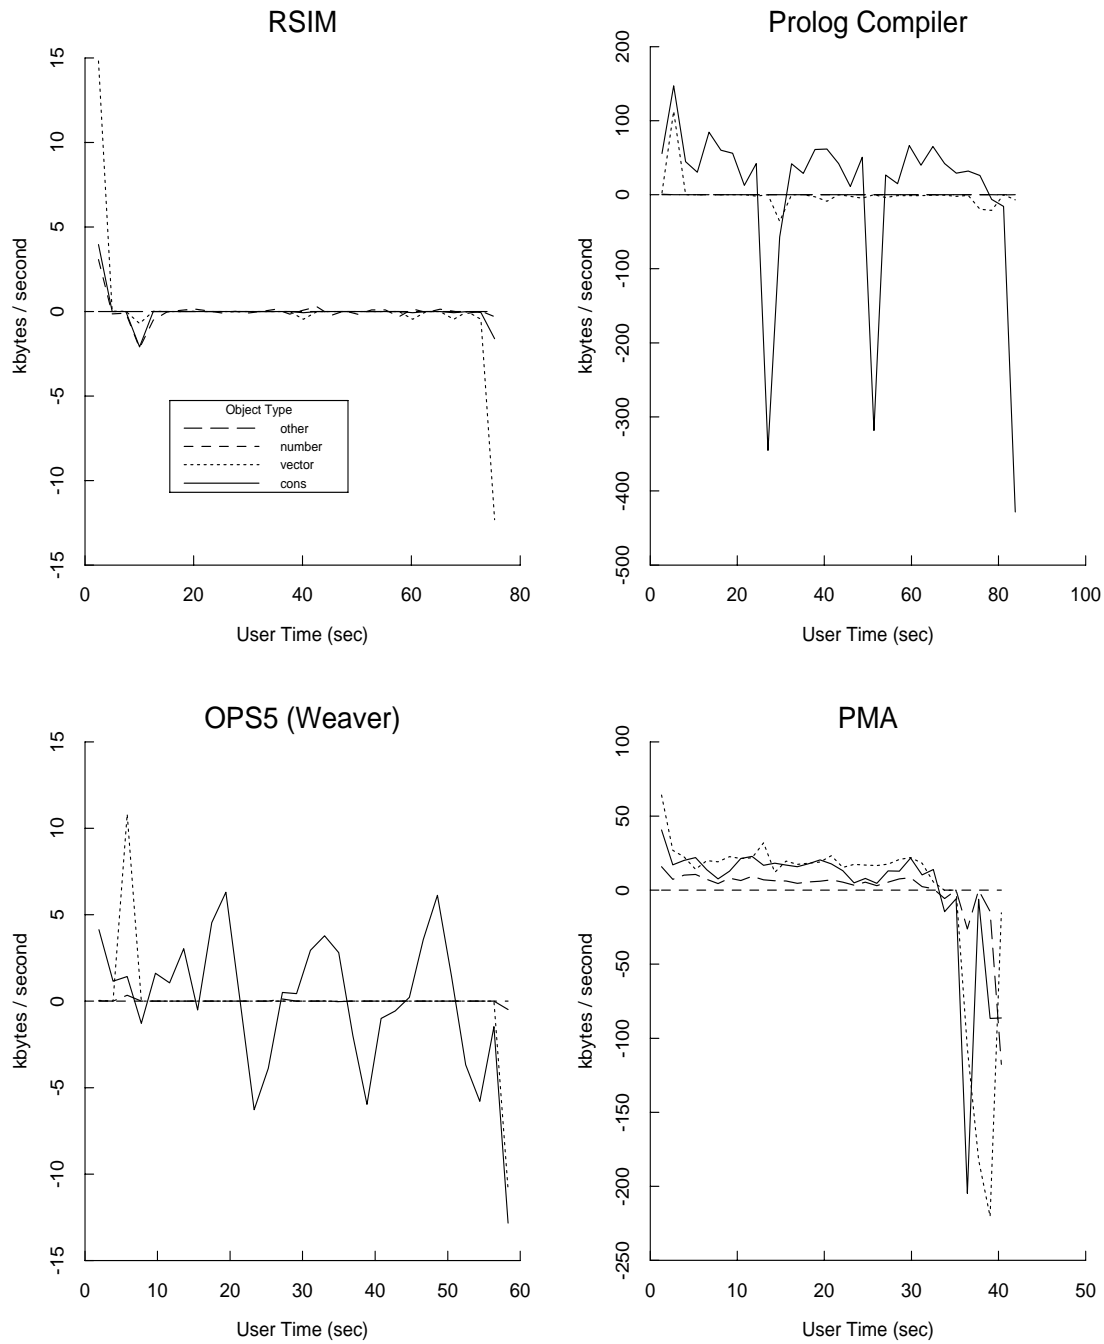 RSIM
15
10
5
0
-5
-10
-15
kbytes / second
Object Type
other
number
vector
cons
0 20 40 60 80
User Time (sec)
Prolog Compiler
200
100
0
-100
-200
-300
-400
-500
kbytes / second
0 20 40 60 80 100
User Time (sec)
OPS5 (Weaver)
15
10
5
0
-5
-10
-15
kbytes / second
0 10 20 30 40 50 60
User Time (sec)
PMA
100
50
0
-50
-100
-150
-200
-250
kbytes / second
0 10 20 30 40 50
User Time (sec)